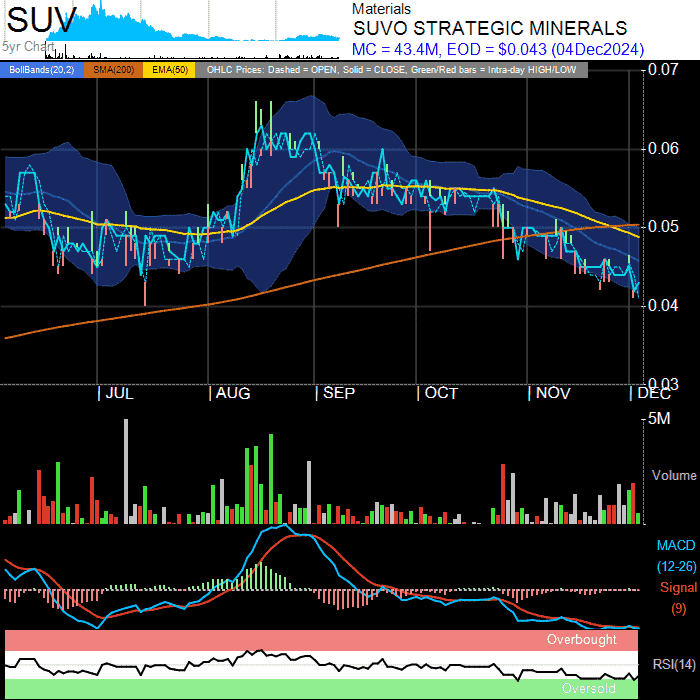 SUV
5yr Chart
Materials
SUVO STRATEGIC MINERALS
MC = 43.4M, EOD = $0.043 (04Dec2024)
BollBands(20,2) SMA(200) EMA(50) OHLC Prices: Dashed = OPEN, Solid = CLOSE, Green/Red bars = Intra-day HIGH/LOW
0.07
0.06
0.05
0.04
0.03
JUL AUG SEP OCT NOV DEC
5M
Volume
MACD
(12-26)
Signal
(9)
Overbought
RSI(14)
Oversold